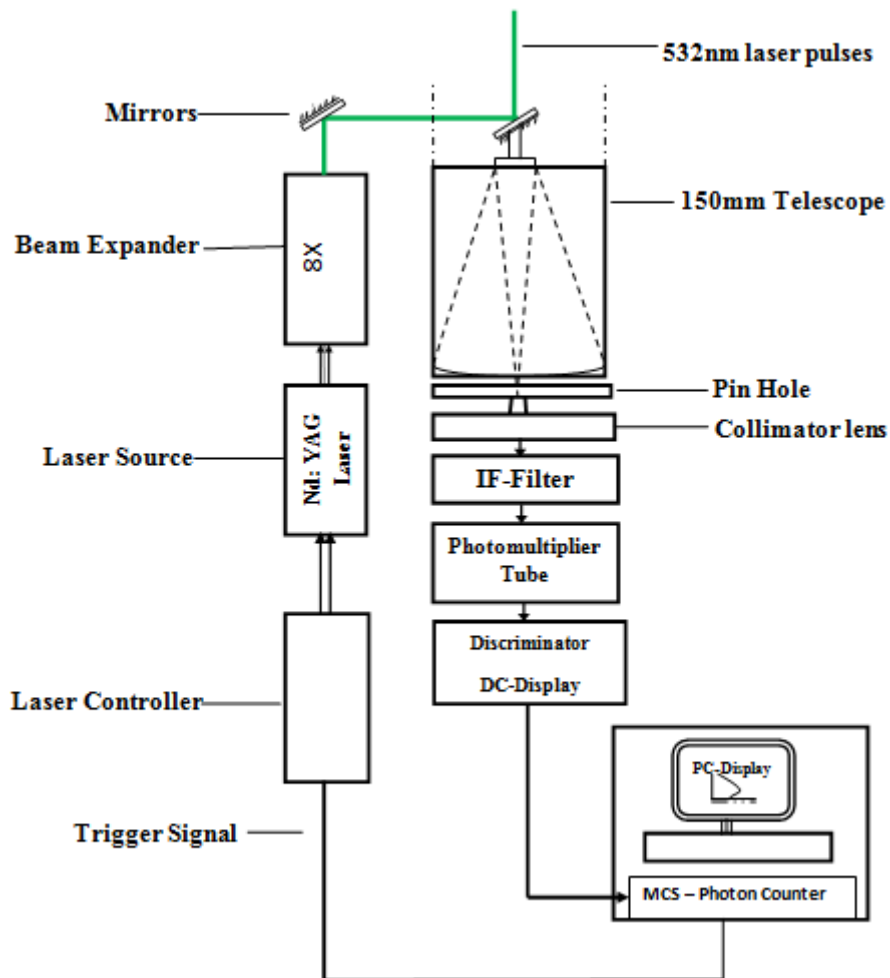 532nm laser pulses
Mirrors
150mm Telescope
Beam Expander
8X
Pin Hole
Collimator lens
Laser Source
Nd: YAG
Laser
IF-Filter
Photomultiplier
Tube
Discriminator
DC-Display
Laser Controller
PC-Display
Trigger Signal
MCS – Photon Counter